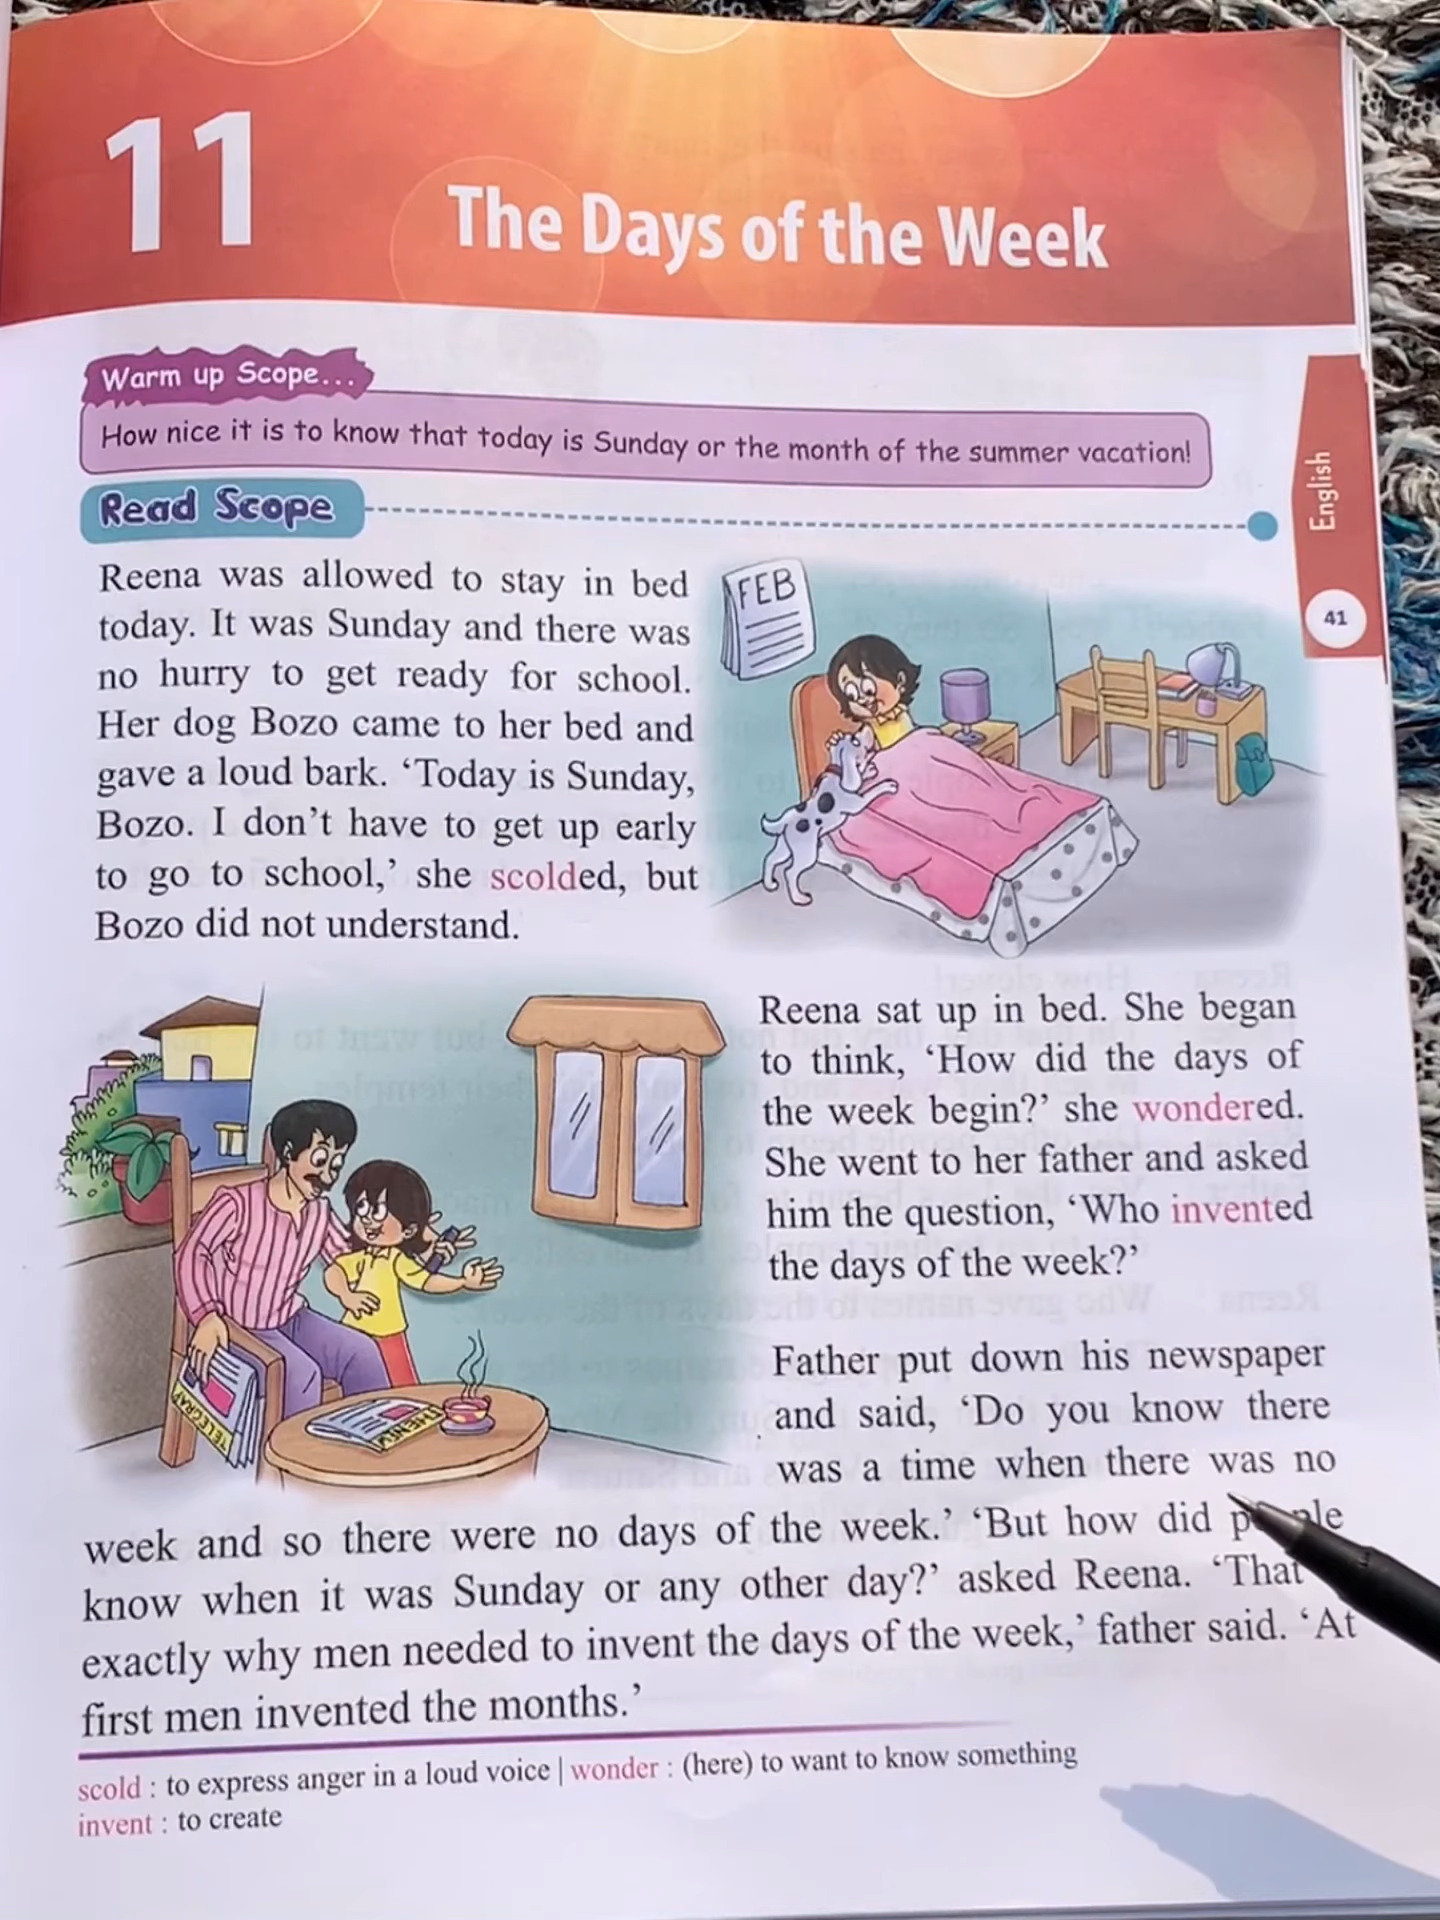 11
The Days of the Week
Warm up Scope...
How nice it is to know that today is Sunday or the month of the summer vacation!
English
41
Read Scope
Reena was allowed to stay in bed
today. It was Sunday and there was
no hurry to get ready for school.
Her dog Bozo came to her bed and
gave a loud bark. ‘Today is Sunday,
Bozo. I don’t have to get up early
to go to school,’ she scolded, but
Bozo did not understand.
FEB
Reena sat up in bed. She began
to think, ‘How did the days of
the week begin?’ she wondered.
She went to her father and asked
him the question, ‘Who invented
the days of the week?’
TELEGRAP
Father put down his newspaper
and said, ‘Do you know there
was a time when there was no
week and so there were no days of the week.’ ‘But how did
know when it was Sunday or any other day?’ asked Reena. ‘That
exactly why men needed to invent the days of the week,’ father said. ‘At
first men invented the months.’
scold : to express anger in a loud voice | wonder : (here) to want to know something
invent : to create